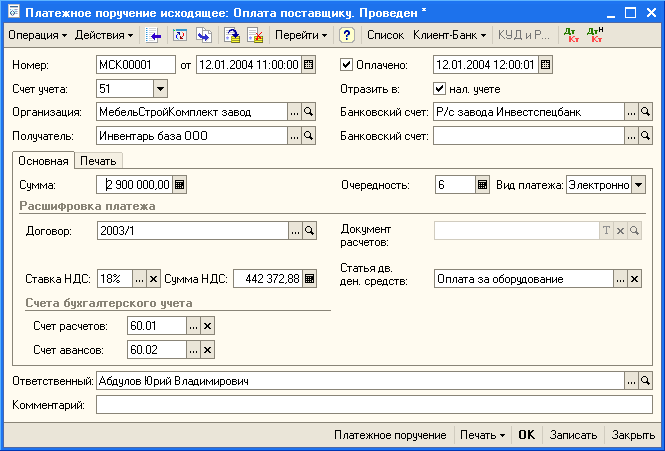 Платежное поручение исходящее: Оплата поставщику. Проведен *
Операция Действия Перейти ? Список Клиент-Банк КУД и Р... Дт Кт Дт Н Кт
Номер: МСК00001 от 12.01.2004 11:00:00 Оплачено: 12.01.2004 12:00:01
Счет учета: 51 Отразить в: нал. учете
Организация: МебельСтройКомплект завод ... Банковский счет: Р/с завода Инвестспецбанк ...
Получатель: Инвентарь база ООО ... Банковский счет: ...
Основная Печать
Сумма: 2 900 000,00 Очередность: 6 Вид платежа: Электронно
Расшифровка платежа
Договор: 2003/1 ... Документ расчетов: T
Ставка НДС: 18% ... Сумма НДС: 442 372,88 Статья дв. ден. средств: Оплата за оборудование ...
Счета бухгалтерского учета
Счет расчетов: 60.01 ...
Счет авансов: 60.02 ...
Ответственный: Абдулов Юрий Владимирович ...
Комментарий:
Платежное поручение Печать OK Записать Закрыть